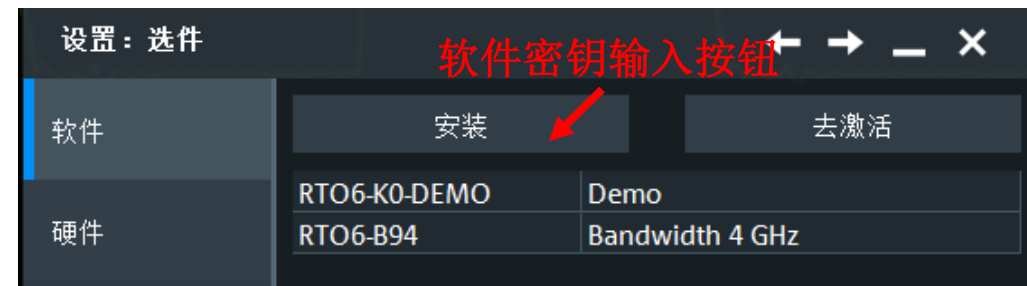 设置：选件
软件密钥输入按钮
软件
安装
去激活
RTO6-K0-DEMO Demo
硬件
RTO6-B94 Bandwidth 4 GHz